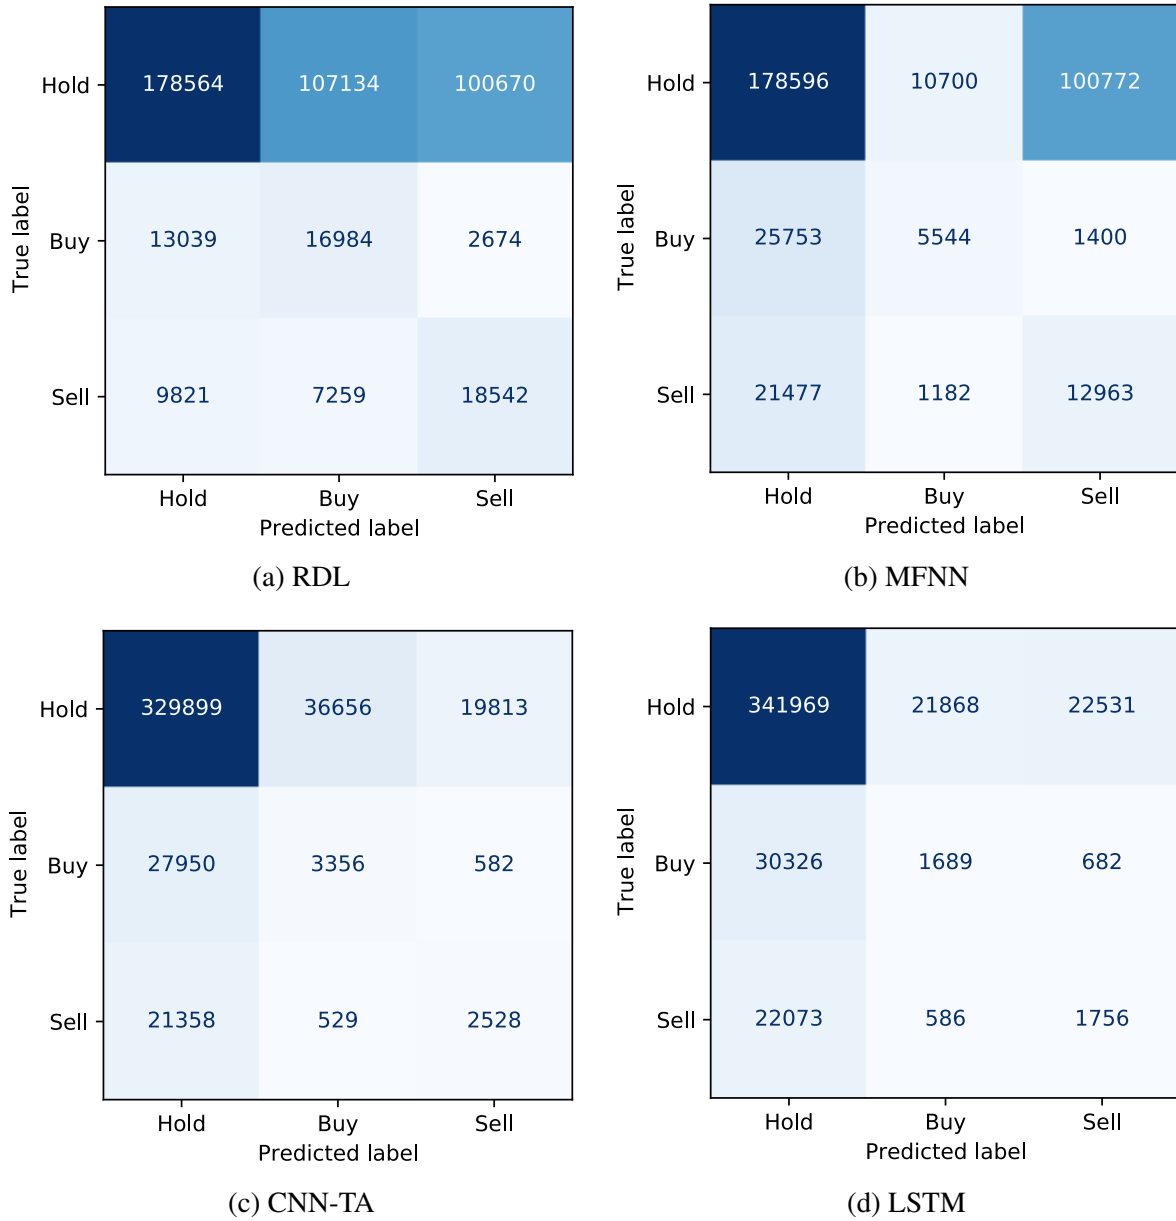 Hold 178564 107134 100670
Buy 13039 16984 2674
Sell 9821 7259 18542
Hold Buy Sell
True label
Predicted label
(a) RDL
Hold 178596 10700 100772
Buy 25753 5544 1400
Sell 21477 1182 12963
Hold Buy Sell
True label
Predicted label
(b) MFNN
Hold 329899 36656 19813
Buy 27950 3356 582
Sell 21358 529 2528
Hold Buy Sell
True label
Predicted label
(c) CNN-TA
Hold 341969 21868 22531
Buy 30326 1689 682
Sell 22073 586 1756
Hold Buy Sell
True label
Predicted label
(d) LSTM